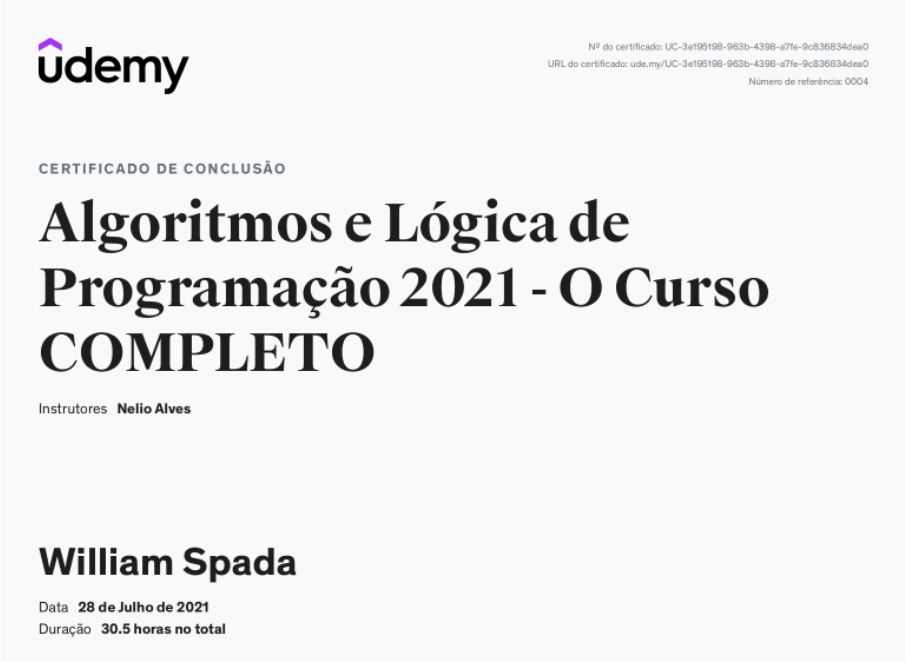 udemy
Nº do certificado: UC-3e195198-963b-4398-a7fe-9c836834dea0
URL do certificado: ude.my/UC-3e195198-963b-4398-a7fe-9c836834dea0
Número de referência: 0004
CERTIFICADO DE CONCLUSÃO
Algoritmos e Lógica de
Programação 2021 - O Curso
COMPLETO
Instrutores Nelio Alves
William Spada
Data 28 de Julho de 2021
Duração 30.5 horas no total